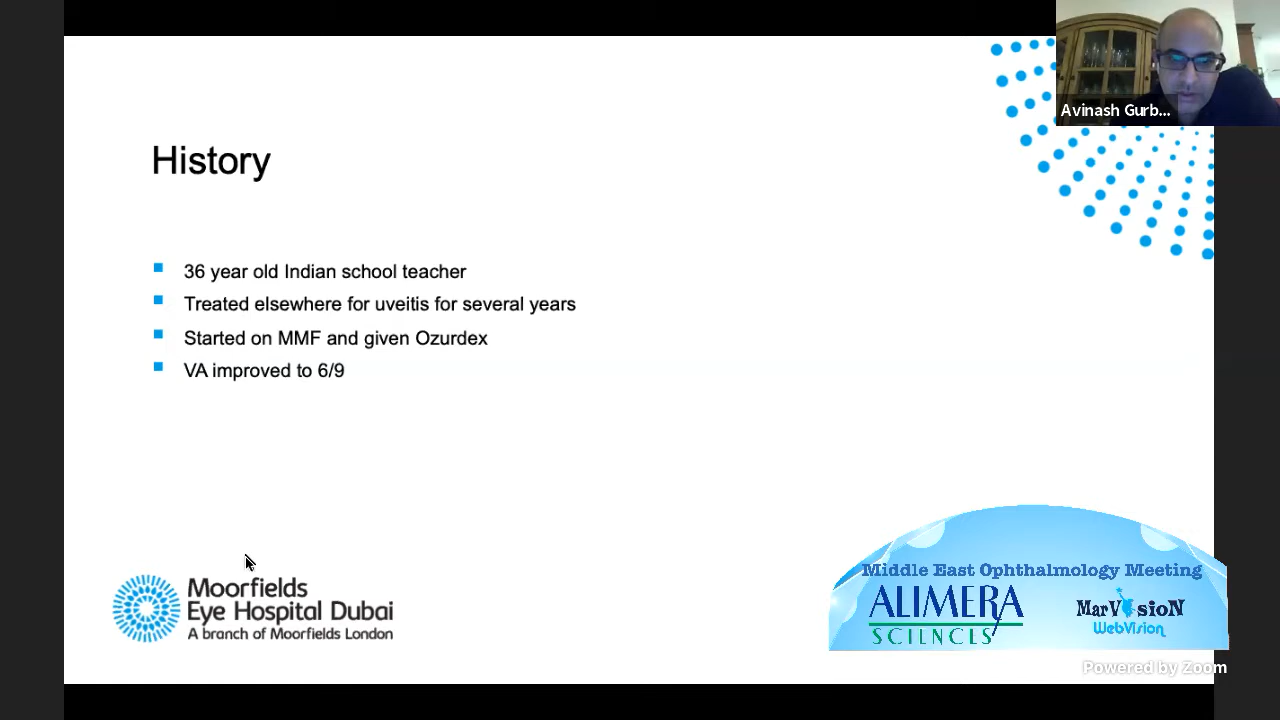 Avinash Gurb...
History
36 year old Indian school teacher
Treated elsewhere for uveitis for several years
Started on MMF and given Ozurdex
VA improved to 6/9
Moorfields
Eye Hospital Dubai
A branch of Moorfields London
Middle East Ophthalmology Meeting
ALIMERA
SCIENCES
MarVisioN
WebVision
Powered by Zoom